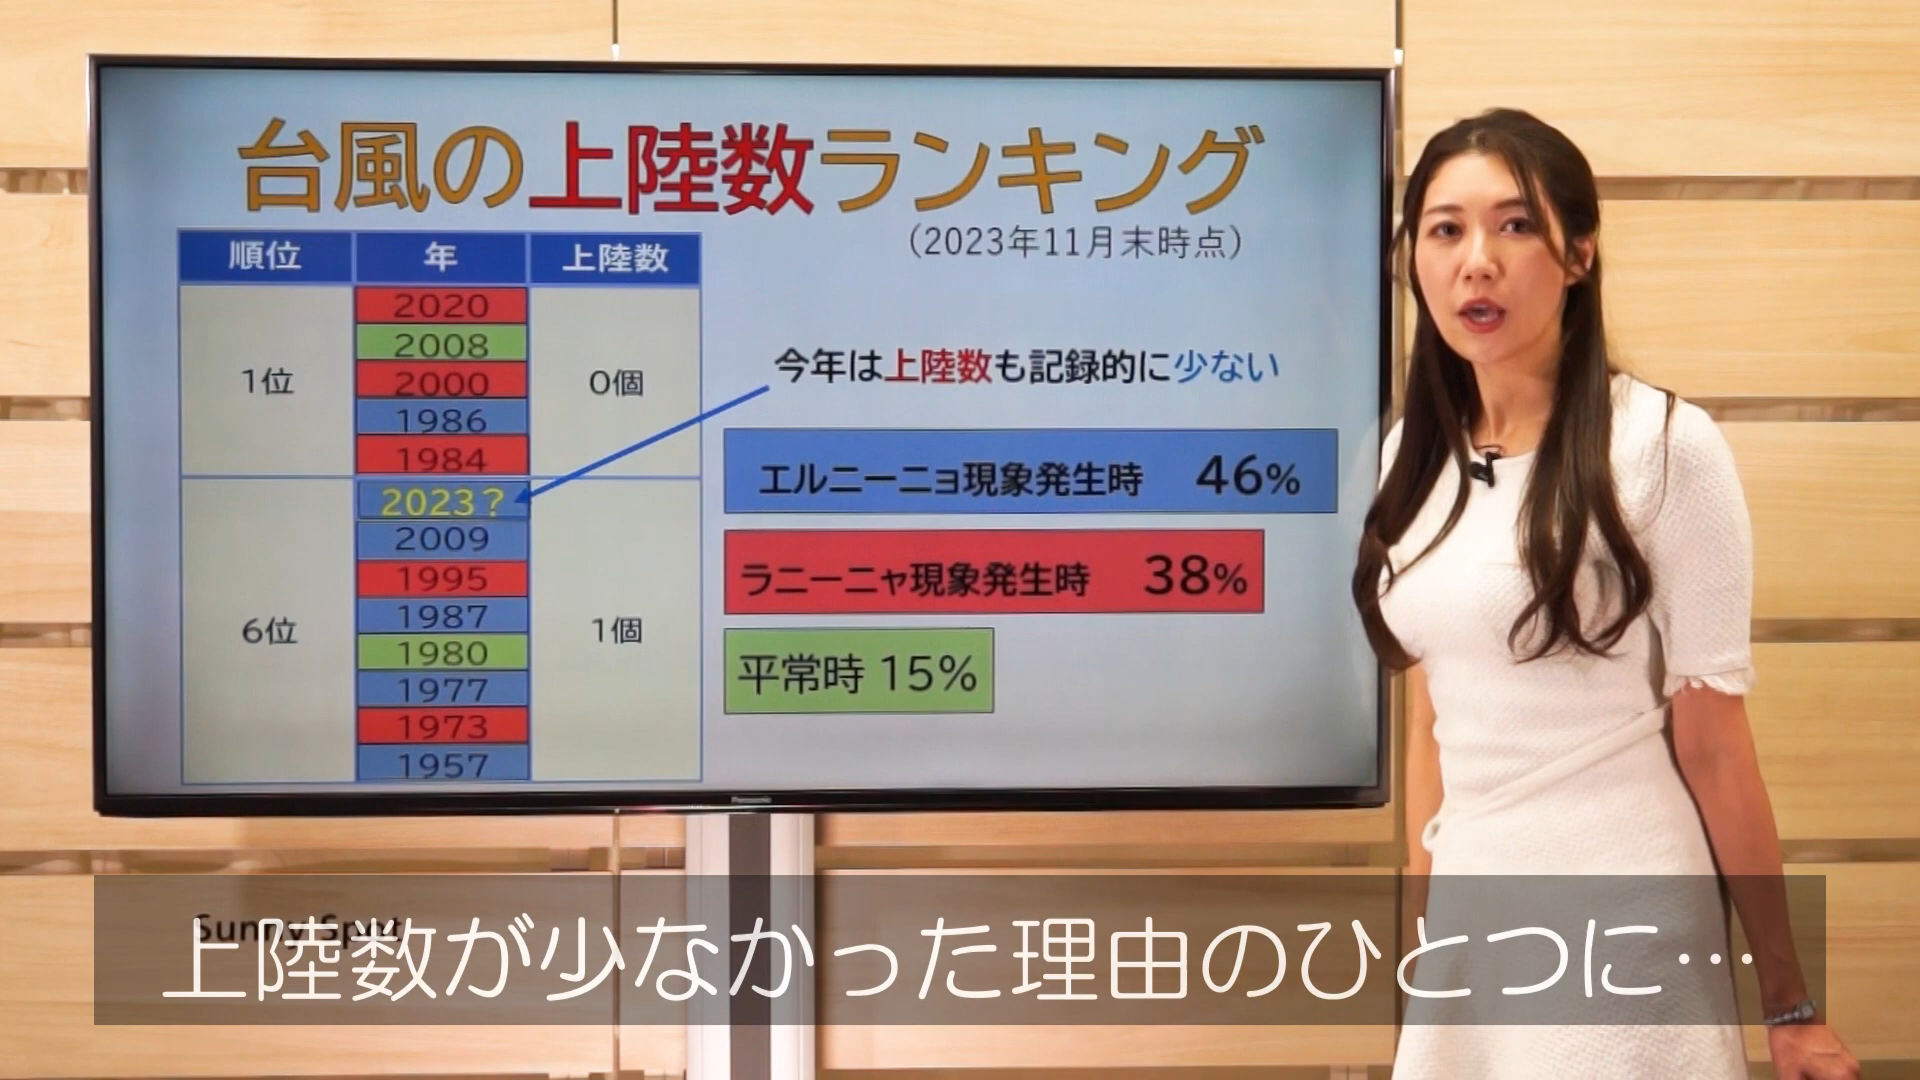 台風の上陸数ランキング
（2023年11月末時点）
順位 年 上陸数
1位
2020
2008
2000
1986
1984
0個
6位
2023？
2009
1995
1987
1980
1977
1973
1957
1個
今年は上陸数も記録的に少ない
エルニーニョ現象発生時 46%
ラニーニャ現象発生時 38%
平常時 15%
Panasonic
Sunny Spot
上陸数が少なかった理由のひとつに…